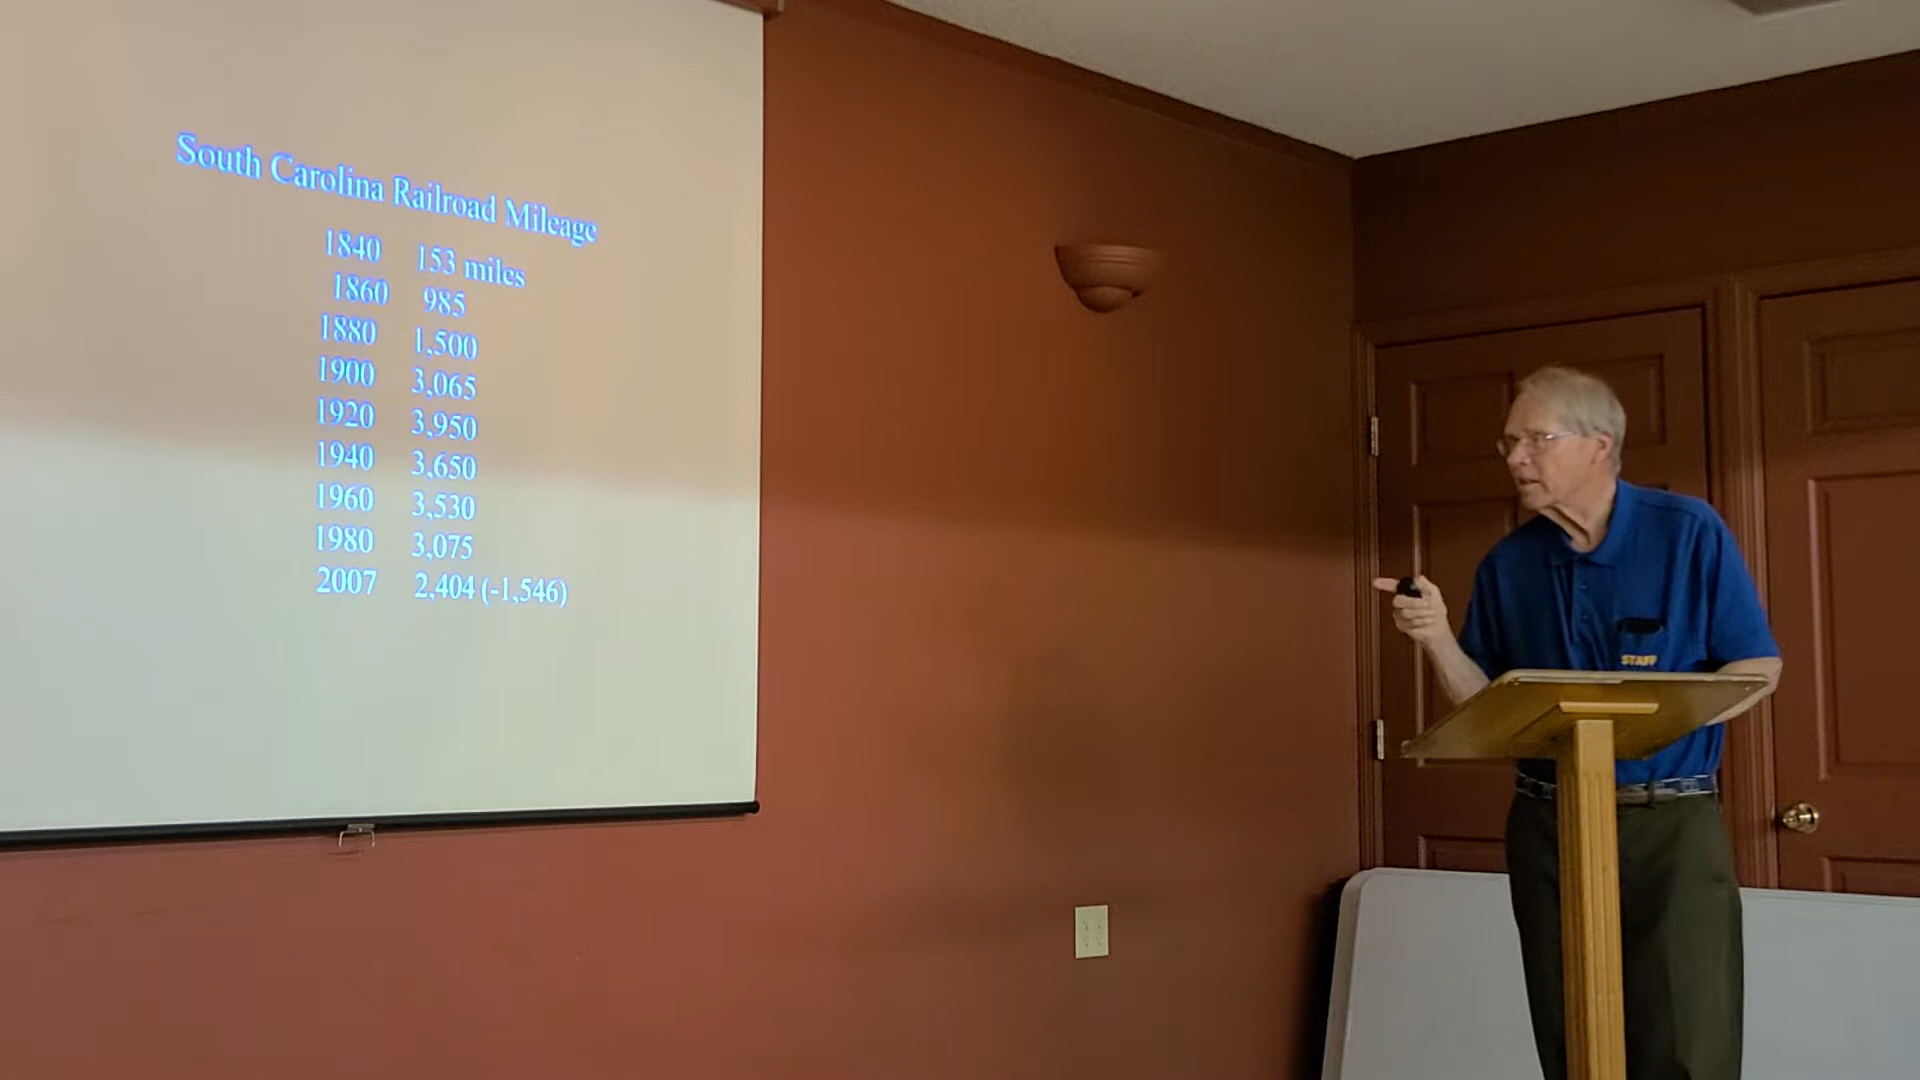 South Carolina Railroad Mileage
1840 153 miles
1860 985
1880 1,500
1900 3,065
1920 3,950
1940 3,650
1960 3,530
1980 3,075
2007 2,404 (-1,546)
STAFF